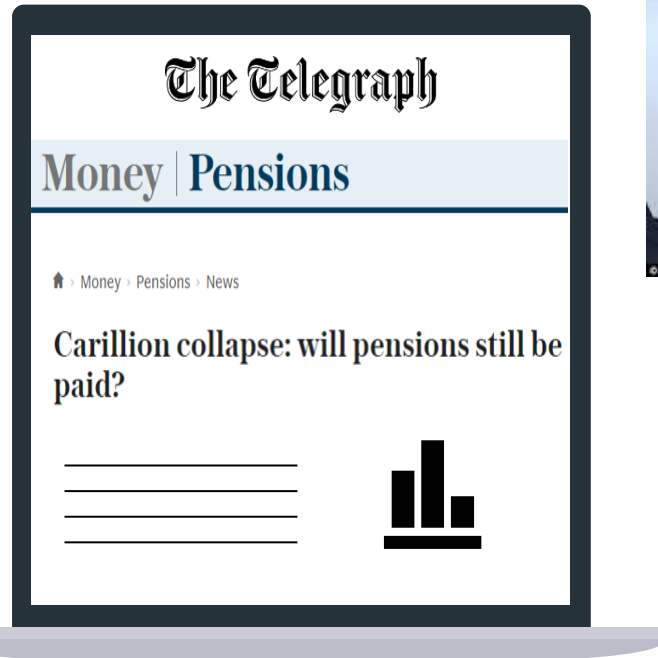 The Telegraph
Money | Pensions
Money › Pensions › News
Carillion collapse: will pensions still be
paid?
©